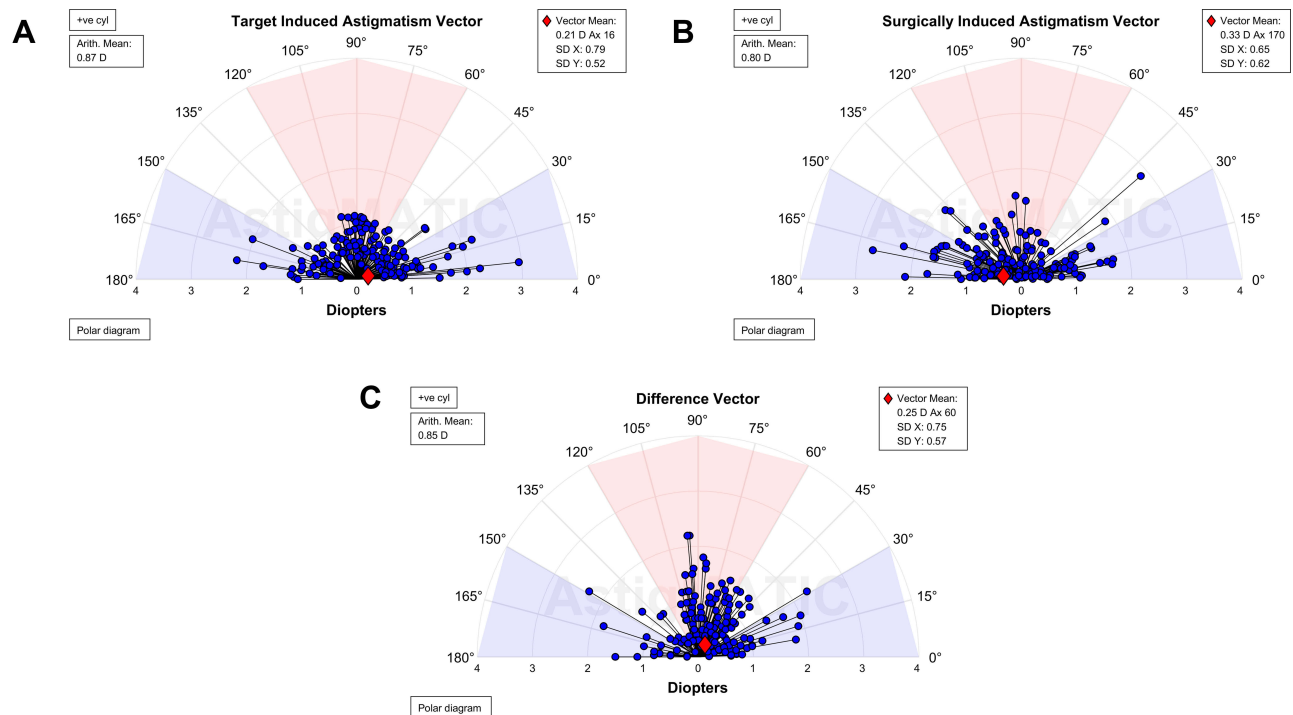 A
+ve cyl
Arith. Mean:
0.87 D
Target Induced Astigmatism Vector
Vector Mean:
0.21 D Ax 16
SD X: 0.79
SD Y: 0.52
90°
105°
75°
120°
60°
135°
45°
150°
30°
165°
15°
180°
0°
AstigMATIC
4 3 2 1 0 1 2 3 4
Diopters
Polar diagram
B
+ve cyl
Arith. Mean:
0.80 D
Surgically Induced Astigmatism Vector
Vector Mean:
0.33 D Ax 170
SD X: 0.65
SD Y: 0.62
90°
105°
75°
120°
60°
135°
45°
150°
30°
165°
15°
180°
0°
AstigMATIC
4 3 2 1 0 1 2 3 4
Diopters
Polar diagram
C
+ve cyl
Arith. Mean:
0.85 D
Difference Vector
Vector Mean:
0.25 D Ax 60
SD X: 0.75
SD Y: 0.57
90°
105°
75°
120°
60°
135°
45°
150°
30°
165°
15°
180°
0°
AstigMATIC
4 3 2 1 0 1 2 3 4
Diopters
Polar diagram